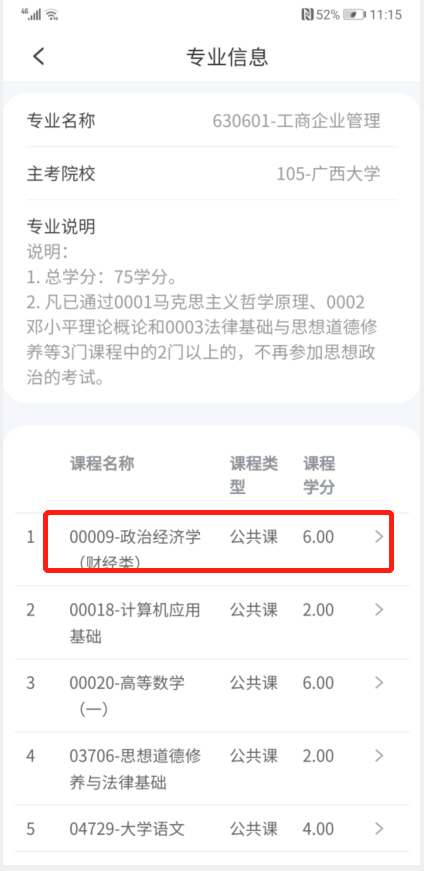 4G 52% 11:15
专业信息
专业名称 630601-工商企业管理
主考院校 105-广西大学
专业说明
说明：
1. 总学分：75学分。
2. 凡已通过0001马克思主义哲学原理、0002
邓小平理论概论和0003法律基础与思想道德修
养等3门课程中的2门以上的，不再参加思想政
治的考试。
课程名称 课程类 课程
型 学分
1 00009-政治经济学 公共课 6.00
（财经类）
2 00018-计算机应用 公共课 2.00
基础
3 00020-高等数学 公共课 6.00
（一）
4 03706-思想道德修 公共课 2.00
养与法律基础
5 04729-大学语文 公共课 4.00